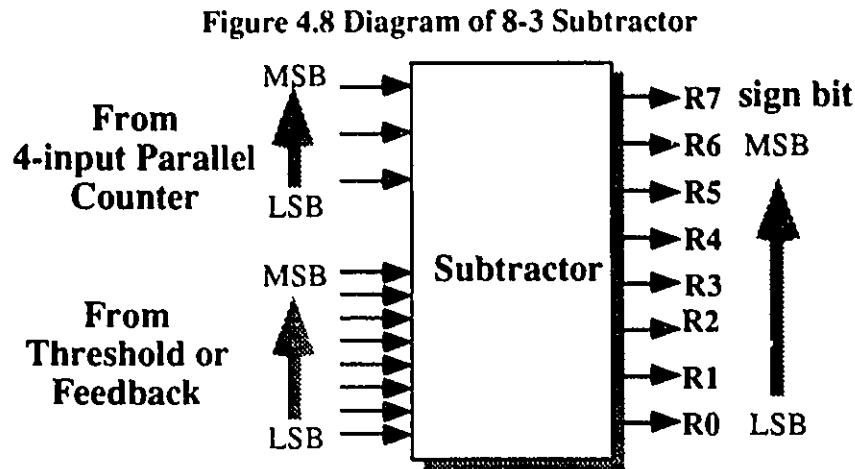 Figure 4.8 Diagram of 8-3 Subtractor
MSB
From
4-input Parallel
Counter
LSB
MSB
From
Threshold or
Feedback
LSB
Subtractor
R7 sign bit
R6 MSB
R5
R4
R3
R2
R1
R0 LSB